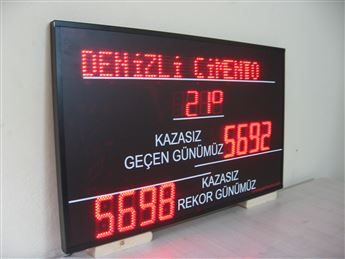 DENİZLİ ÇİMENTO
21°
KAZASIZ
GEÇEN GÜNÜMÜZ 5692
KAZASIZ
5698 REKOR GÜNÜMÜZ